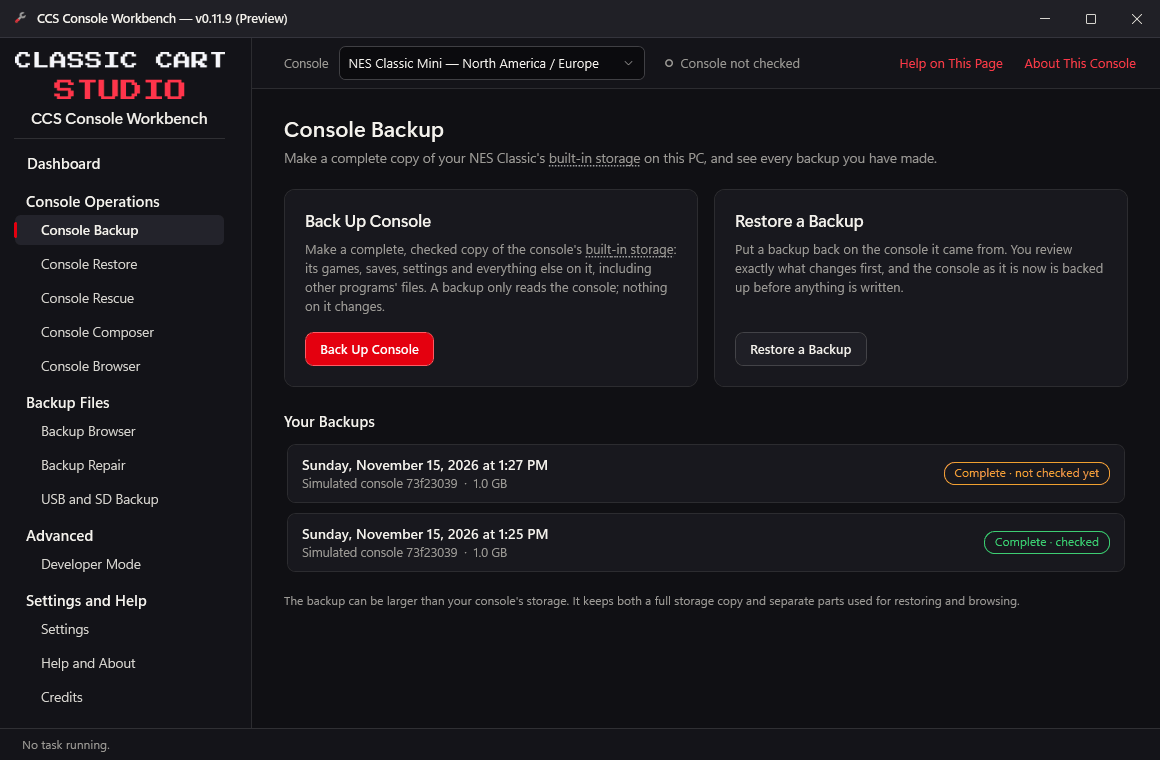 CCS Console Workbench — v0.11.9 (Preview)
CLASSIC CART
STUDIO
CCS Console Workbench
Dashboard
Console Operations
Console Backup
Console Restore
Console Rescue
Console Composer
Console Browser
Backup Files
Backup Browser
Backup Repair
USB and SD Backup
Advanced
Developer Mode
Settings and Help
Settings
Help and About
Credits
Console
NES Classic Mini — North America / Europe
Console not checked
Help on This Page
About This Console
Console Backup
Make a complete copy of your NES Classic's built-in storage on this PC, and see every backup you have made.
Back Up Console
Make a complete, checked copy of the console's built-in storage:
its games, saves, settings and everything else on it, including
other programs' files. A backup only reads the console; nothing
on it changes.
Back Up Console
Restore a Backup
Put a backup back on the console it came from. You review
exactly what changes first, and the console as it is now is backed
up before anything is written.
Restore a Backup
Your Backups
Sunday, November 15, 2026 at 1:27 PM
Simulated console 73f23039 · 1.0 GB
Complete · not checked yet
Sunday, November 15, 2026 at 1:25 PM
Simulated console 73f23039 · 1.0 GB
Complete · checked
The backup can be larger than your console's storage. It keeps both a full storage copy and separate parts used for restoring and browsing.
No task running.